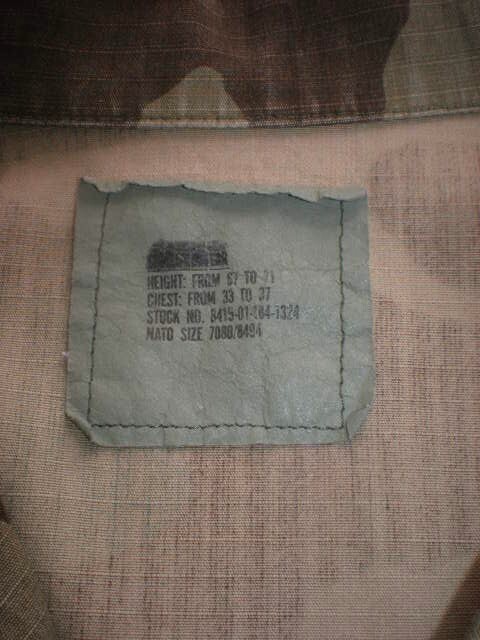 HEIGHT: FROM 67 TO 71
CHEST: FROM 33 TO 37
STOCK NO. 8415-01-184-1324
NATO SIZE 7080/8494